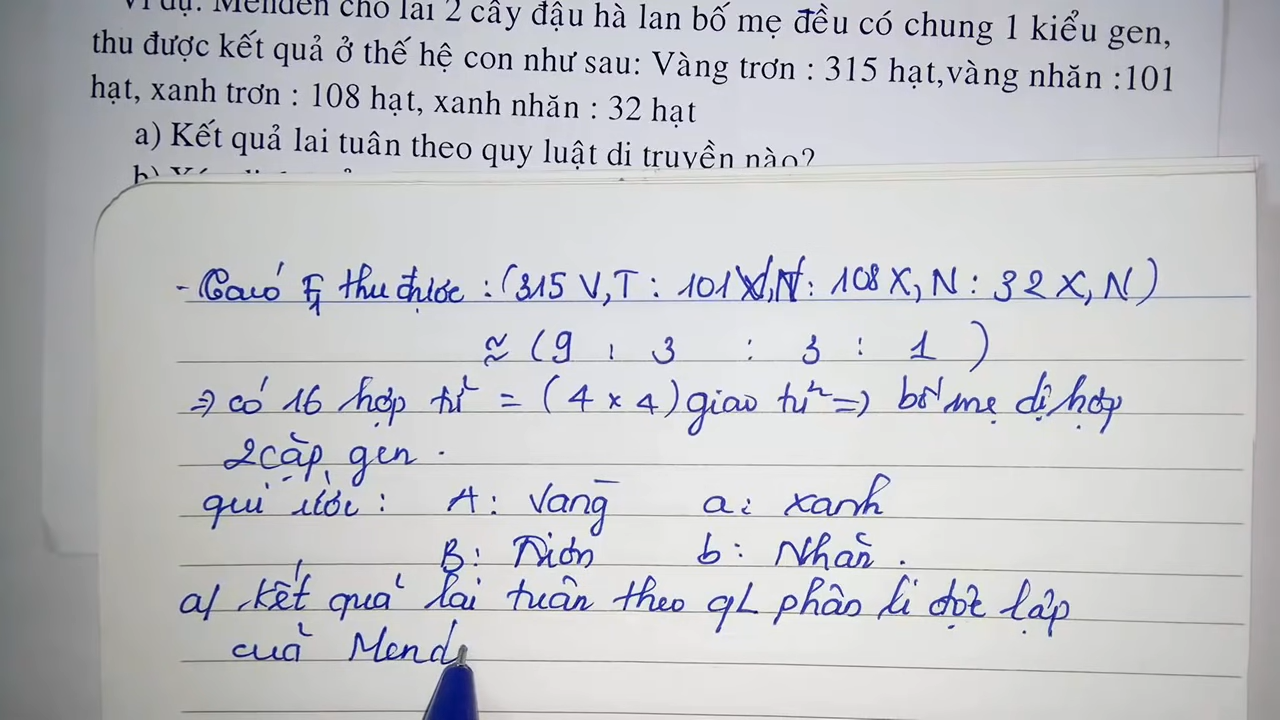 Ví dụ: Menđen cho lai 2 cây đậu hà lan bố mẹ đều có chung 1 kiểu gen,
thu được kết quả ở thế hệ con như sau: Vàng trơn : 315 hạt,vàng nhăn :101
hạt, xanh trơn : 108 hạt, xanh nhăn : 32 hạt
a) Kết quả lai tuân theo quy luật di truyền nào?
b)
- F1 thu được : (315 V,T : 101 : 108 X, N : 32 X, N )
≈ (9 : 3 : 3 : 1 )
=> có 16 hợp tử = ( 4 x 4 ) giao tử => bố mẹ dị hợp
2 cặp gen .
qui ước : A : Vàng a : xanh
B : Trơn b : Nhăn .
a/ kết quả lai tuân theo qL phân li độc lập
của Mend